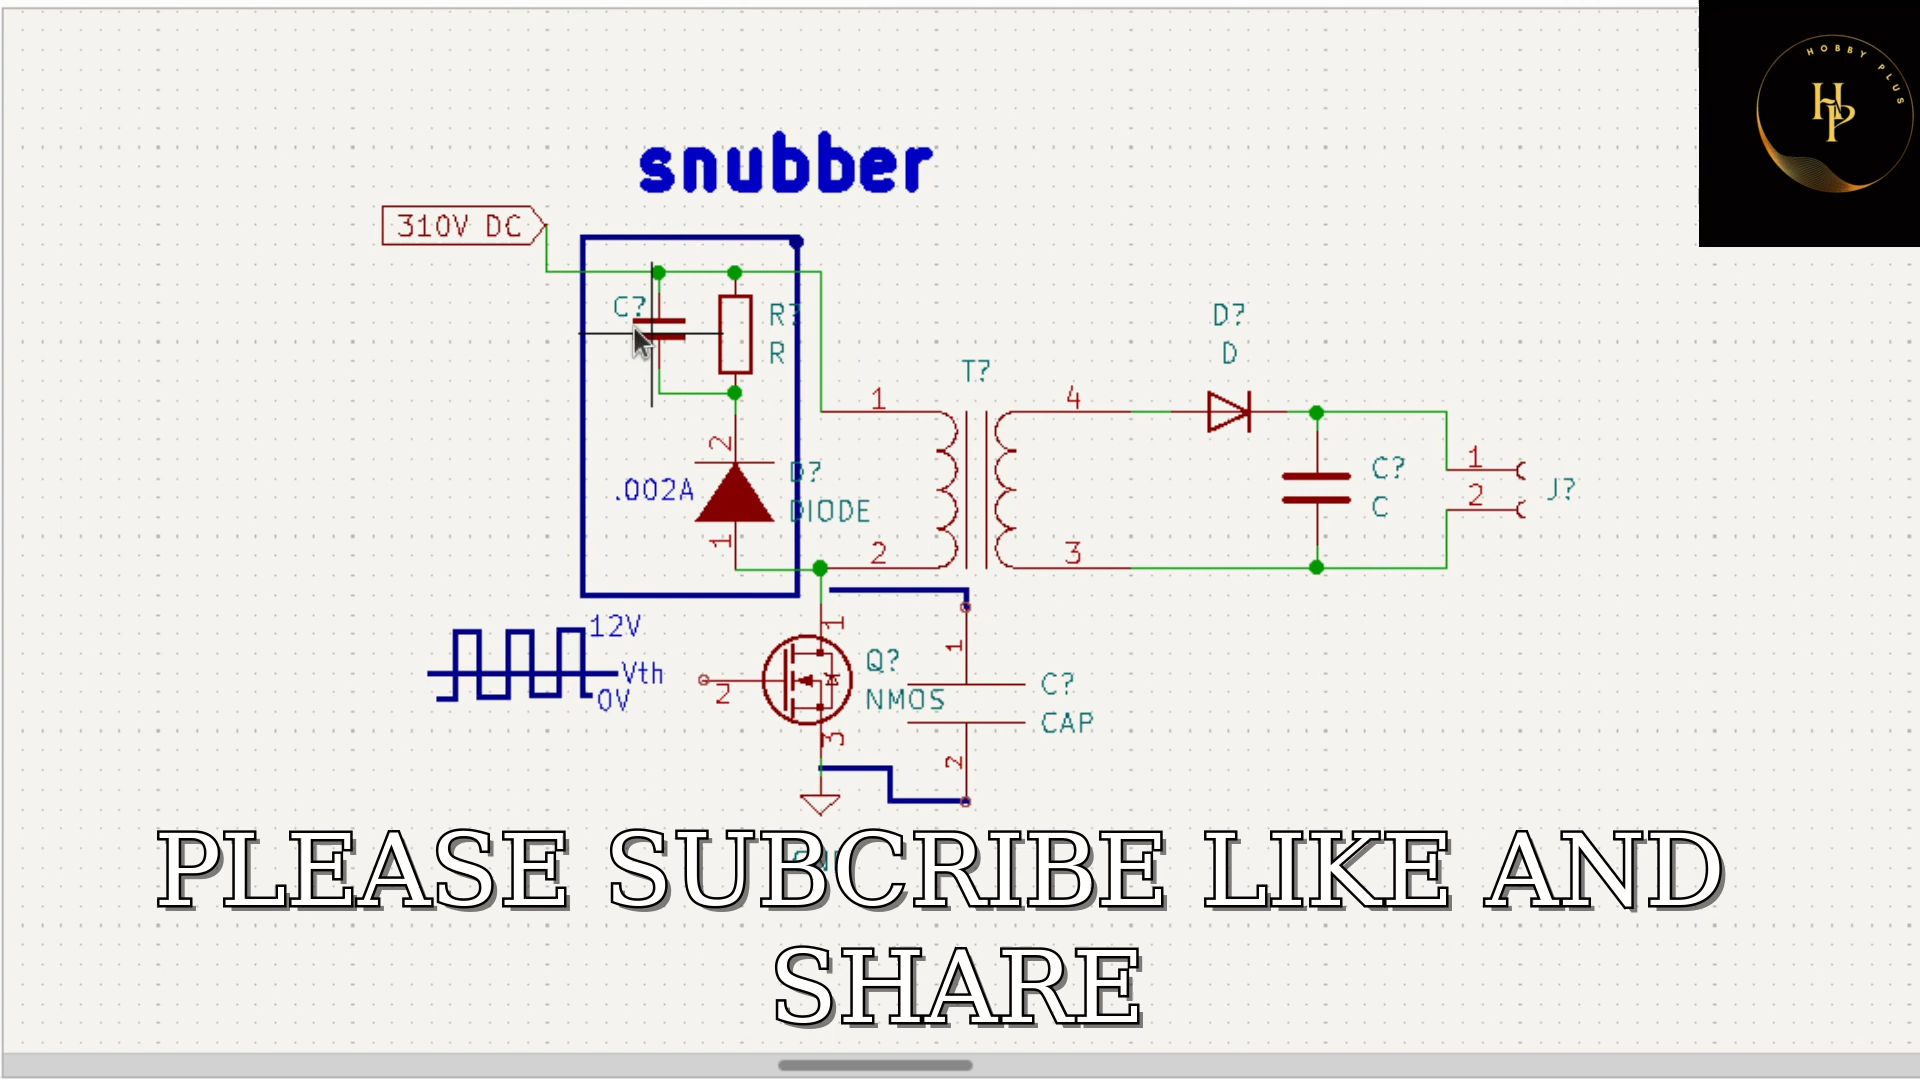 HOBBY PLUS
HP
snubber
310V DC
C?
R?
R
D?
D
T?
1
4
2
.002A
D?
DIODE
1
2
3
C?
C
1
2
J?
12V
Vth
0V
1
2
3
Q?
NMOS
1
2
C?
CAP
PLEASE SUBCRIBE LIKE AND
SHARE